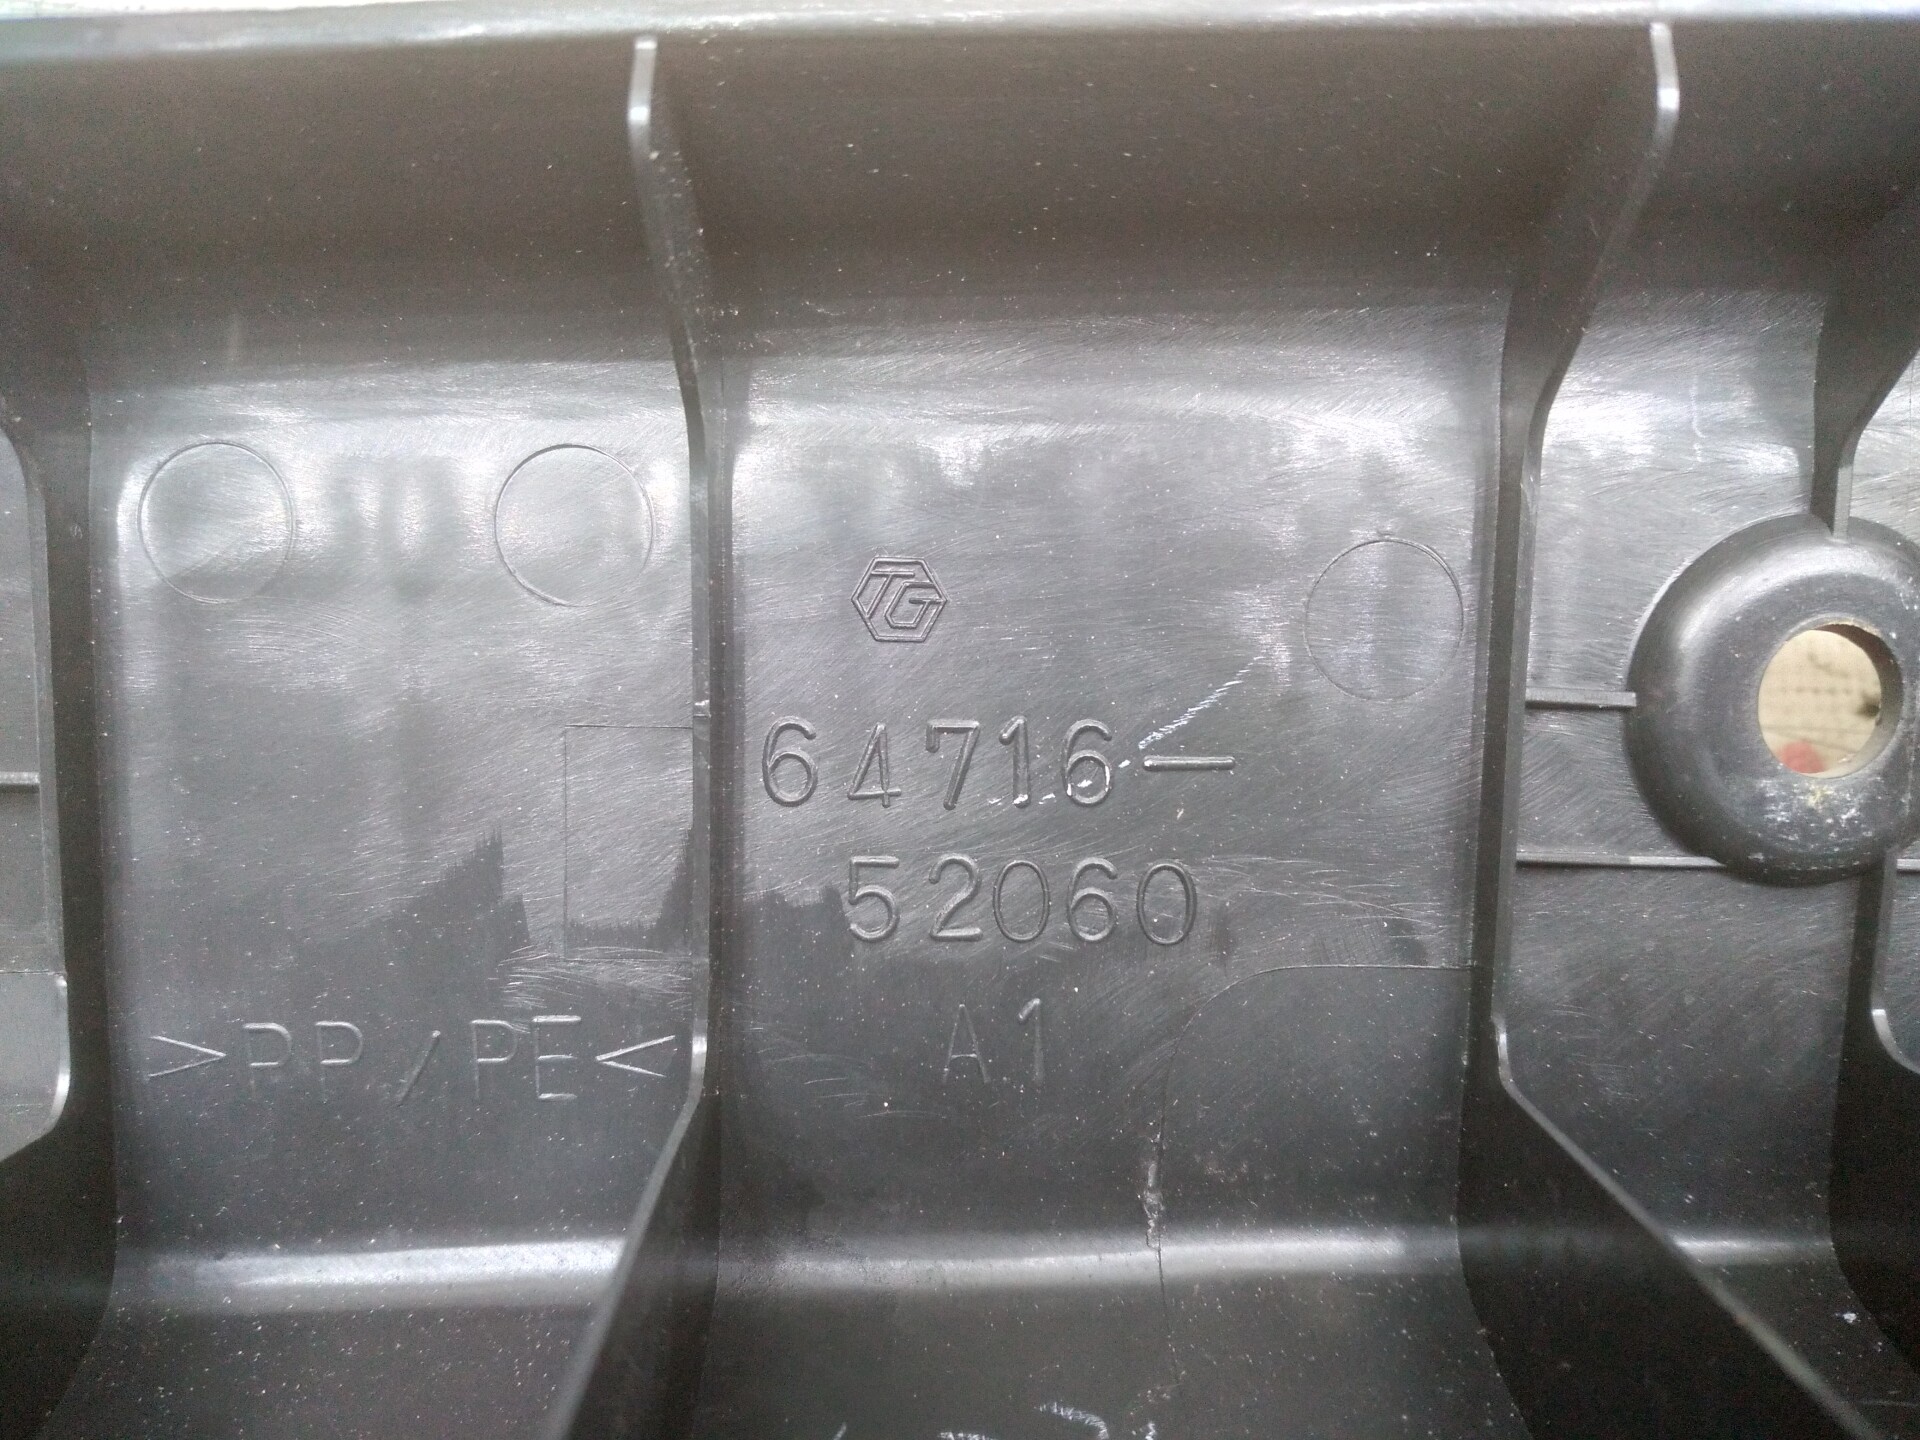 TG
64716-
52060
A1
>PP/PE<